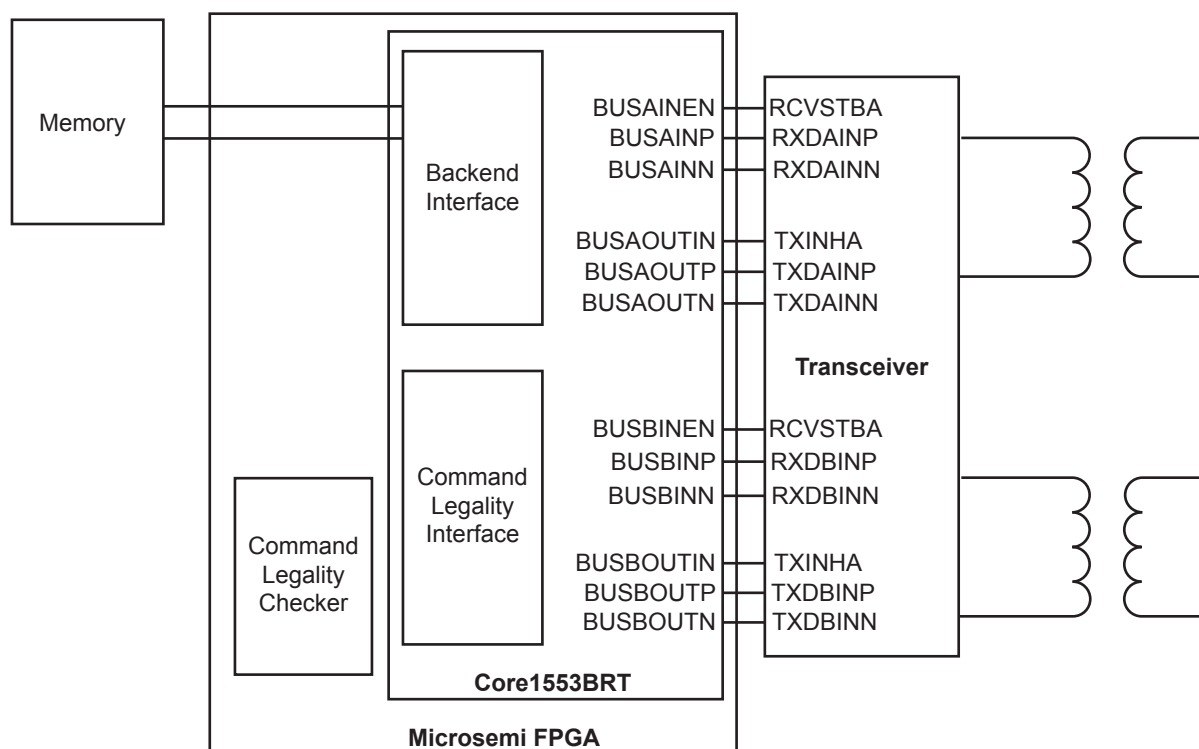 Memory
Backend
Interface
BUSAINEN
RCVSTBA
BUSAINP
RXDAINP
BUSAINN
RXDAINN
BUSAOUTIN
TXINHA
BUSAOUTP
TXDAINP
BUSAOUTN
TXDAINN
Transceiver
Command
Legality
Interface
BUSBINEN
RCVSTBA
BUSBINP
RXDBINP
BUSBINN
RXDBINN
BUSBOUTIN
TXINHA
BUSBOUTP
TXDBINP
BUSBOUTN
TXDBINN
Command
Legality
Checker
Core1553BRT
Microsemi FPGA